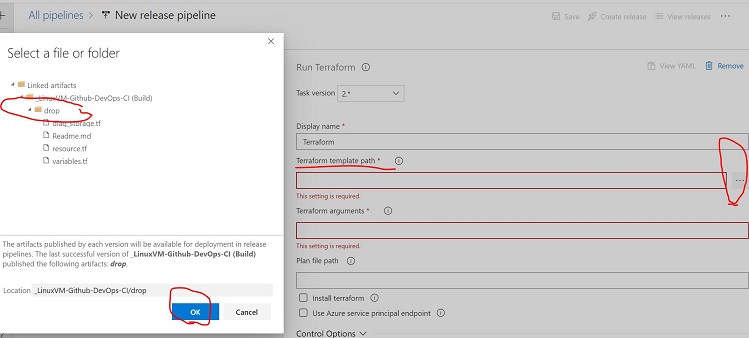 All pipelines > New release pipeline
Save Create release View releases ...
Select a file or folder
Linked artifacts
_LinuxVM-Github-DevOps-CI (Build)
drop
diag_storage.tf
Readme.md
resource.tf
variables.tf
The artifacts published by each version will be available for deployment in release
pipelines. The last successful version of _LinuxVM-Github-DevOps-CI (Build)
published the following artifacts: drop.
Location _LinuxVM-Github-DevOps-CI/drop
OK Cancel
Run Terraform
View YAML Remove
Task version 2.*
Display name *
Terraform
Terraform template path *
...
This setting is required.
Terraform arguments *
This setting is required.
Plan file path
Install terraform
Use Azure service principal endpoint
Control Options